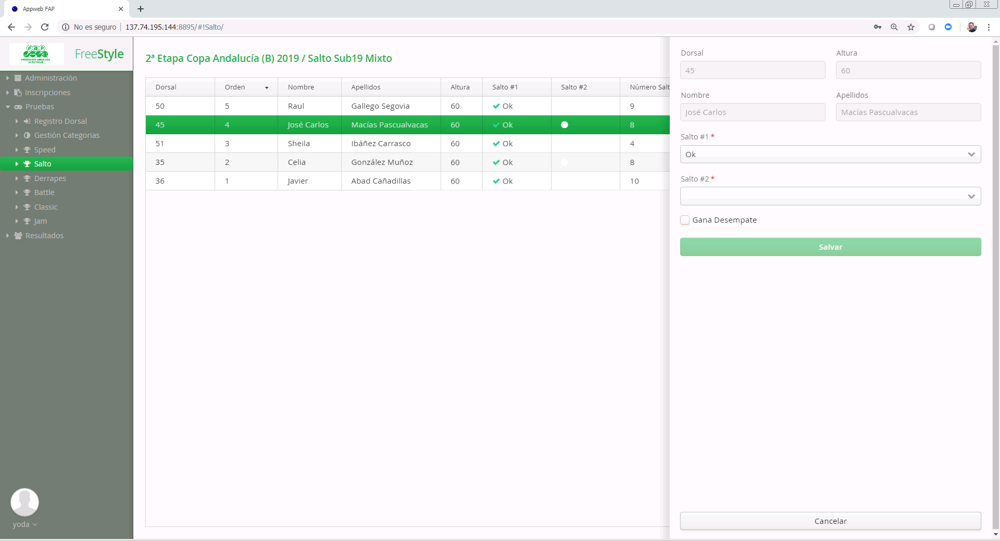 Appweb FAP
No es seguro 137.74.195.144:8895/#!Salto/
FaP
FEDERACIÓN ANDALUZA
DE PATINAJE
FreeStyle
Administración
Inscripciones
Pruebas
Registro Dorsal
Gestión Categorias
Speed
Salto
Derrapes
Battle
Classic
Jam
Resultados
yoda
2ª Etapa Copa Andalucía (B) 2019 / Salto Sub19 Mixto
Dorsal Orden Nombre Apellidos Altura Salto #1 Salto #2 Número Salt
50 5 Raul Gallego Segovia 60 Ok 9
45 4 José Carlos Macías Pascualvacas 60 Ok 8
51 3 Sheila Ibáñez Carrasco 60 Ok 4
35 2 Celia González Muñoz 60 Ok 8
36 1 Javier Abad Cañadillas 60 Ok 10
Dorsal Altura
45 60
Nombre Apellidos
José Carlos Macías Pascualvacas
Salto #1 *
Ok
Salto #2 *
Gana Desempate
Salvar
Cancelar